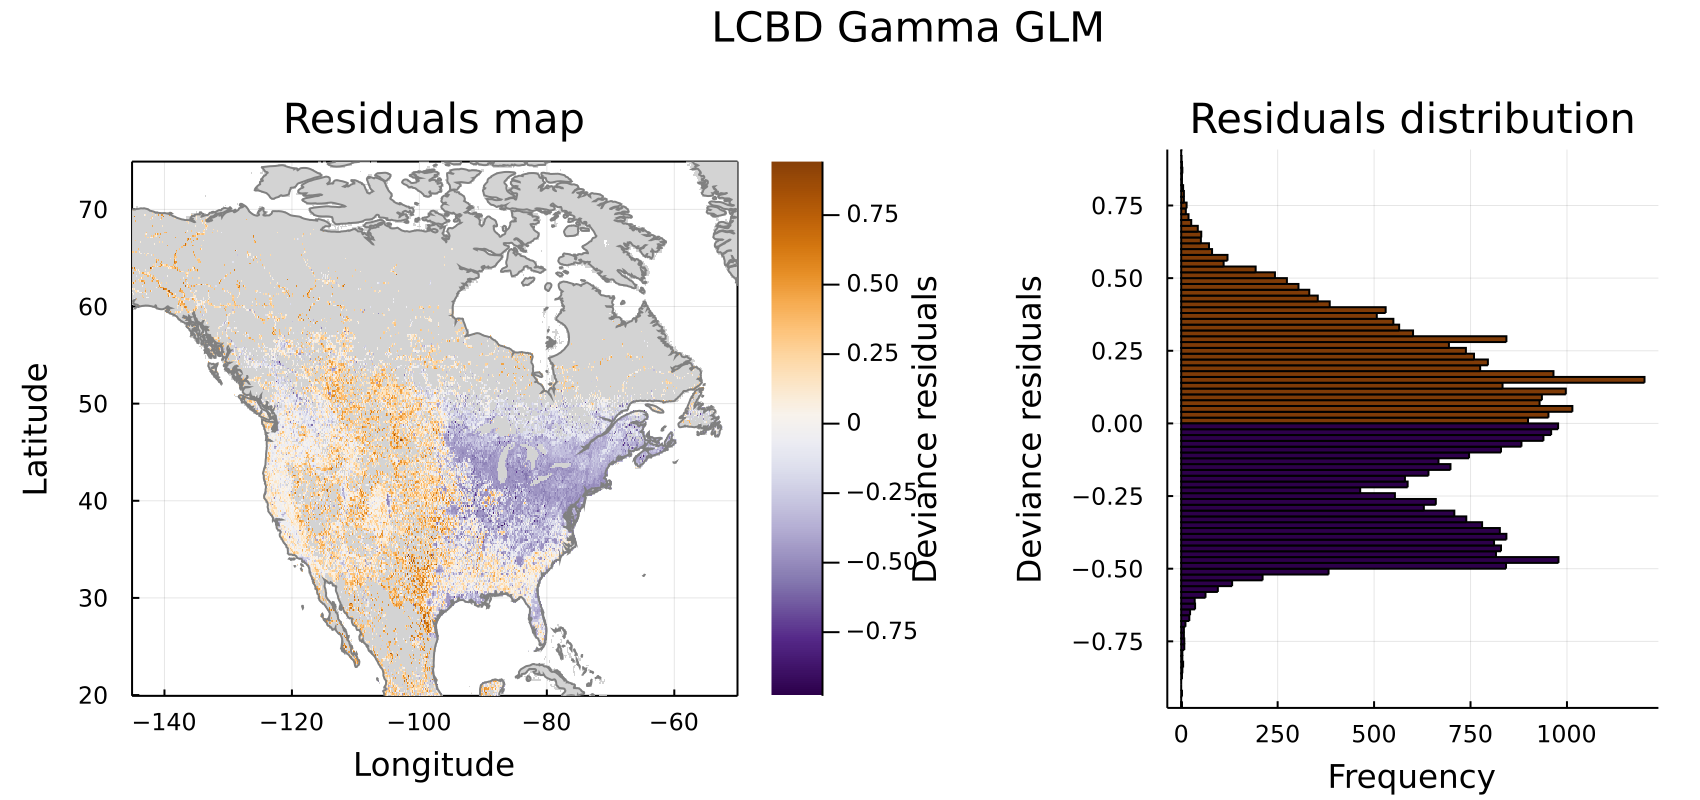 LCBD Gamma GLM
Residuals map
70
60
50
40
30
20
Latitude
−140 −120 −100 −80 −60
Longitude
0.75
0.50
0.25
0
−0.25
−0.50
−0.75
Deviance residuals
Residuals distribution
0.75
0.50
0.25
0.00
−0.25
−0.50
−0.75
Deviance residuals
0 250 500 750 1000
Frequency